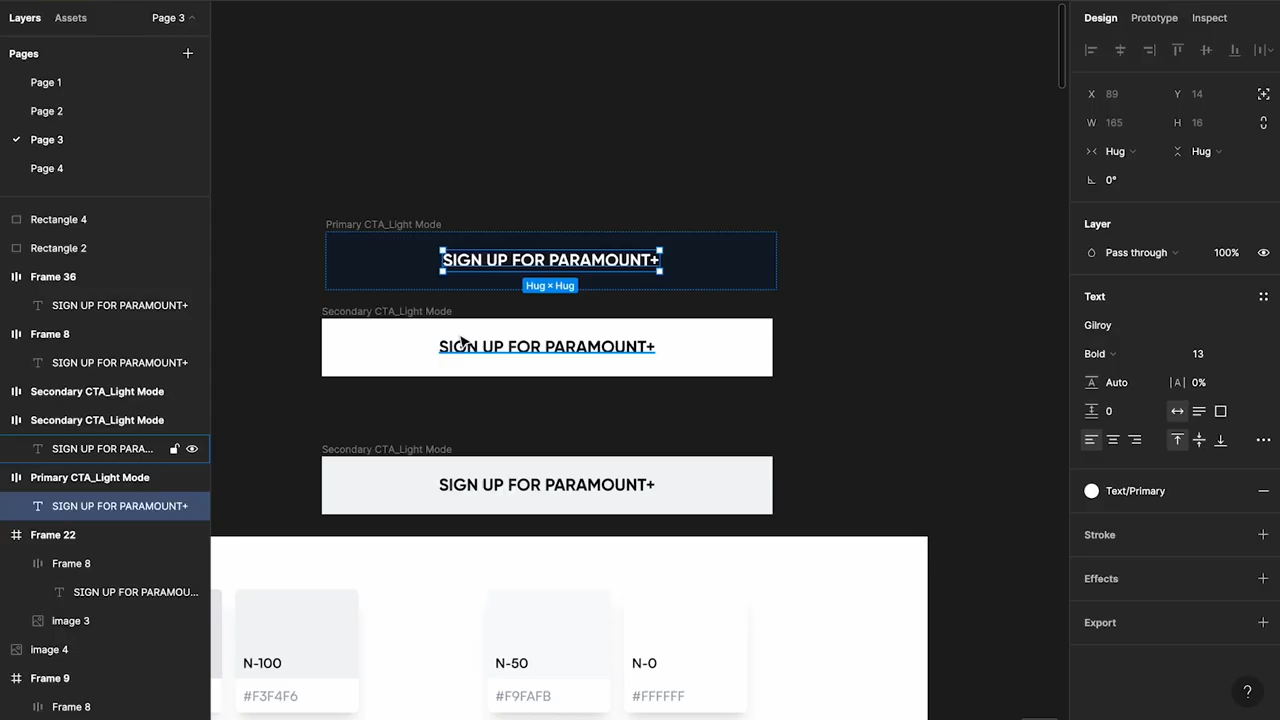 Layers Assets Page 3
Pages
Page 1
Page 2
Page 3
Page 4
Rectangle 4
Rectangle 2
Frame 36
SIGN UP FOR PARAMOUNT+
Frame 8
SIGN UP FOR PARAMOUNT+
Secondary CTA_Light Mode
Secondary CTA_Light Mode
SIGN UP FOR PARA...
Primary CTA_Light Mode
SIGN UP FOR PARAMOUNT+
Frame 22
Frame 8
SIGN UP FOR PARAMOU...
image 3
image 4
Frame 9
Frame 8
Primary CTA_Light Mode
SIGN UP FOR PARAMOUNT+
Hug × Hug
Secondary CTA_Light Mode
SIGN UP FOR PARAMOUNT+
Secondary CTA_Light Mode
SIGN UP FOR PARAMOUNT+
N-100
#F3F4F6
N-50
#F9FAFB
N-0
#FFFFFF
Design Prototype Inspect
X 89 Y 14
W 165 H 16
Hug Hug
0°
Layer
Pass through 100%
Text
Gilroy
Bold 13
A Auto |A| 0%
0
Text/Primary
Stroke
Effects
Export
?